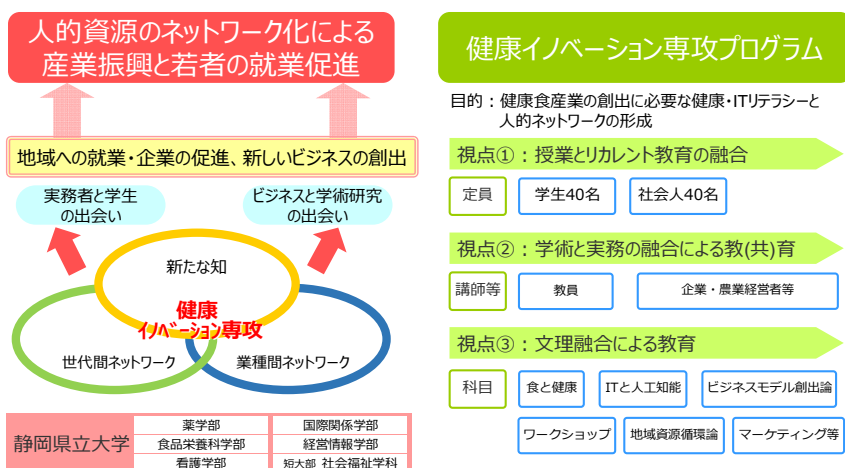 人的資源のネットワーク化による
産業振興と若者の就業促進
地域への就業・企業の促進、新しいビジネスの創出
実務者と学生
の出会い
ビジネスと学術研究
の出会い
新たな知
健康
イノベーション専攻
世代間ネットワーク
業種間ネットワーク
静岡県立大学
薬学部
国際関係学部
食品栄養科学部
経営情報学部
看護学部
短大部 社会福祉学科
健康イノベーション専攻プログラム
目的：健康食産業の創出に必要な健康・ITリテラシーと
人的ネットワークの形成
視点①：授業とリカレント教育の融合
定員
学生40名
社会人40名
視点②：学術と実務の融合による教(共)育
講師等
教員
企業・農業経営者等
視点③：文理融合による教育
科目
食と健康
ITと人工知能
ビジネスモデル創出論
ワークショップ
地域資源循環論
マーケティング等